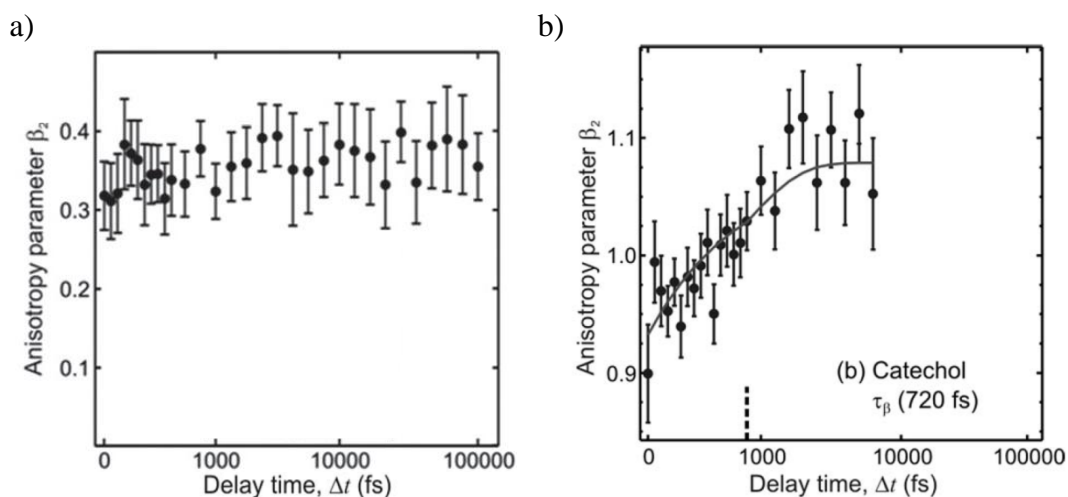 a)
0.4
0.3
0.2
0.1
0
1000
10000
100000
Anisotropy parameter β₂
Delay time, Δt (fs)
b)
1.1
1.0
0.9
0
1000
10000
100000
Anisotropy parameter β₂
Delay time, Δt (fs)
(b) Catechol
τβ (720 fs)